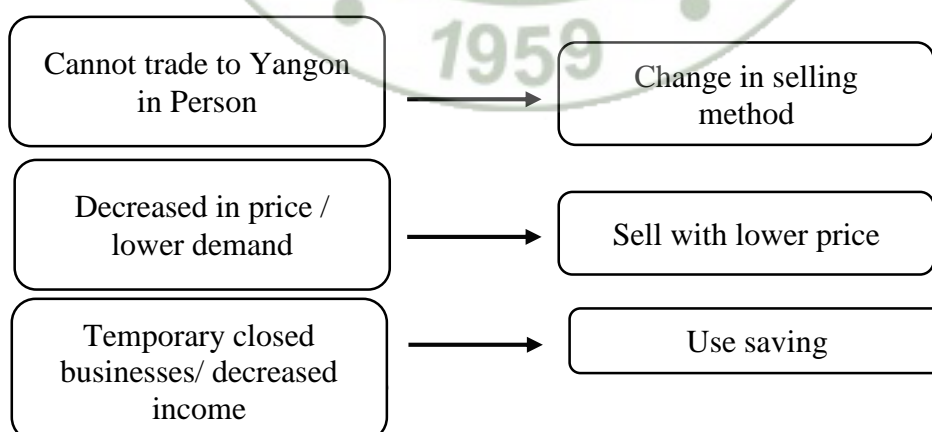 1959
Cannot trade to Yangon
in Person
Change in selling
method
Decreased in price /
lower demand
Sell with lower price
Temporary closed
businesses/ decreased
income
Use saving